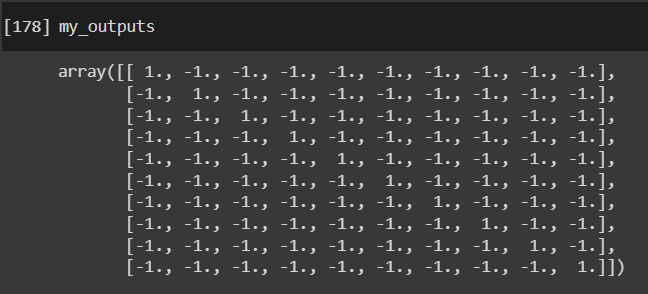 [178] my_outputs
array([[ 1., -1., -1., -1., -1., -1., -1., -1., -1., -1.],
[-1.,  1., -1., -1., -1., -1., -1., -1., -1., -1.],
[-1., -1.,  1., -1., -1., -1., -1., -1., -1., -1.],
[-1., -1., -1.,  1., -1., -1., -1., -1., -1., -1.],
[-1., -1., -1., -1.,  1., -1., -1., -1., -1., -1.],
[-1., -1., -1., -1., -1.,  1., -1., -1., -1., -1.],
[-1., -1., -1., -1., -1., -1.,  1., -1., -1., -1.],
[-1., -1., -1., -1., -1., -1., -1.,  1., -1., -1.],
[-1., -1., -1., -1., -1., -1., -1., -1.,  1., -1.],
[-1., -1., -1., -1., -1., -1., -1., -1., -1.,  1.]])